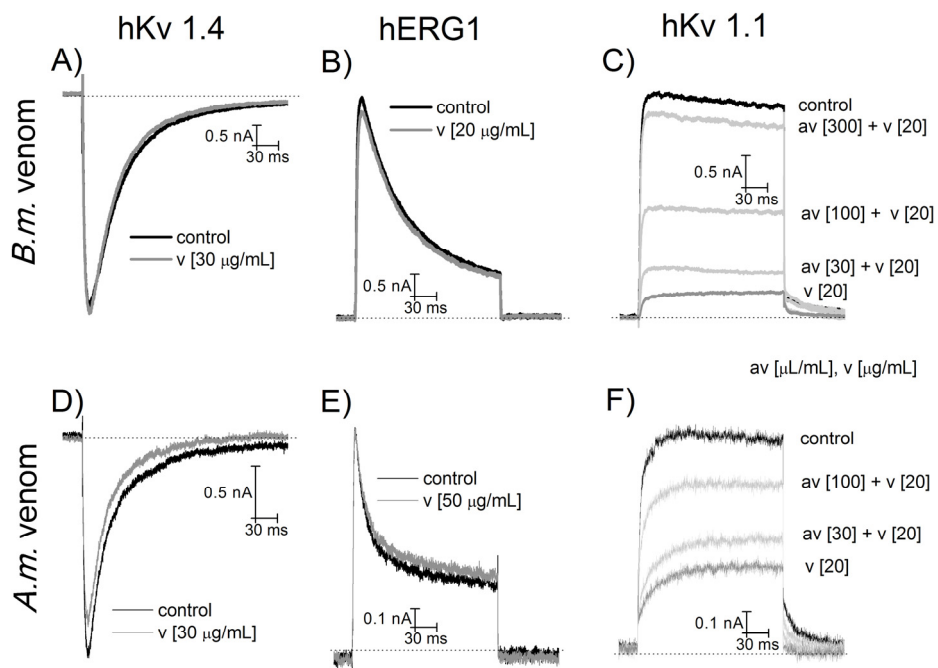 hKv 1.4
hERG1
hKv 1.1
B.m. venom
A)
0.5 nA
30 ms
control
v [30 μg/mL]
B)
control
v [20 μg/mL]
0.5 nA
30 ms
C)
control
av [300] + v [20]
0.5 nA
30 ms
av [100] + v [20]
av [30] + v [20]
v [20]
av [μL/mL], v [μg/mL]
A.m. venom
D)
0.5 nA
30 ms
control
v [30 μg/mL]
E)
control
v [50 μg/mL]
0.1 nA
30 ms
F)
control
av [100] + v [20]
av [30] + v [20]
v [20]
0.1 nA
30 ms